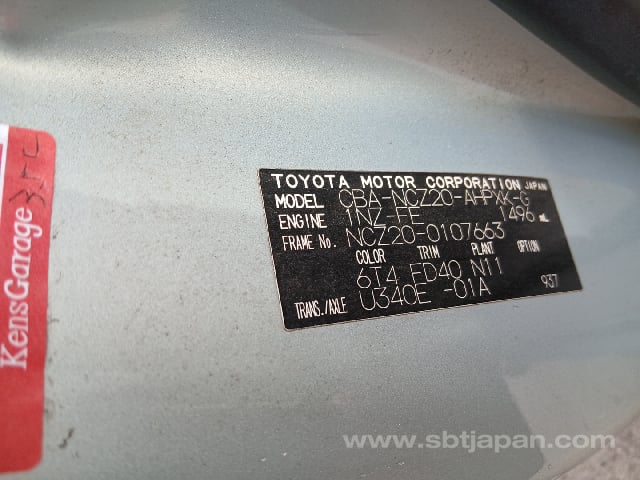 TOYOTA MOTOR CORPORATION JAPAN
MODEL CBA-NCZ20-AHPXK-G
ENGINE 1NZ-FE 1496 mL
FRAME No. NCZ20-0107663
COLOR TRIM PLANT OPTION
6T4 FD40 N11
TRANS./AXLE U340E -01A 937
KensGarage
www.sbtjapan.com